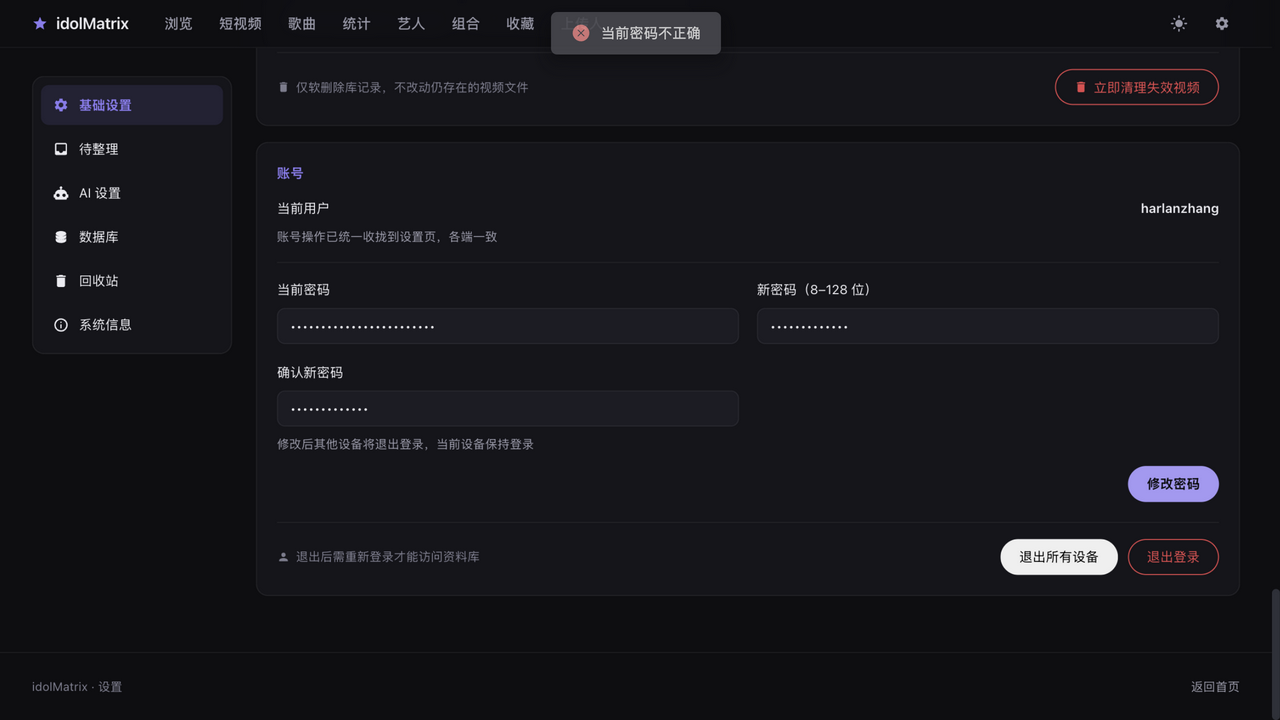 idolMatrix 浏览 短视频 歌曲 统计 艺人 组合 收藏
当前密码不正确
基础设置
待整理
AI 设置
数据库
回收站
系统信息
仅软删除库记录，不改动仍存在的视频文件
立即清理失效视频
账号
当前用户
harlanzhang
账号操作已统一收拢到设置页，各端一致
当前密码
新密码（8–128 位）
••••••••••••••••••••••••
•••••••••••••
确认新密码
•••••••••••••
修改后其他设备将退出登录，当前设备保持登录
修改密码
退出后需重新登录才能访问资料库
退出所有设备
退出登录
idolMatrix · 设置
返回首页